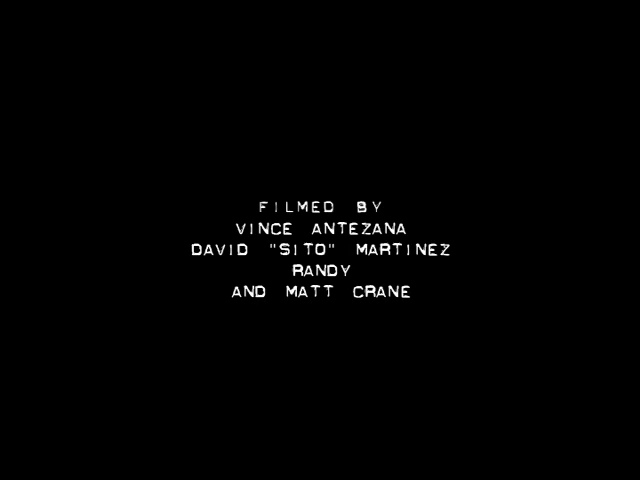 FILMED BY
VINCE ANTEZANA
DAVID "SITO" MARTINEZ
RANDY
AND MATT CRANE